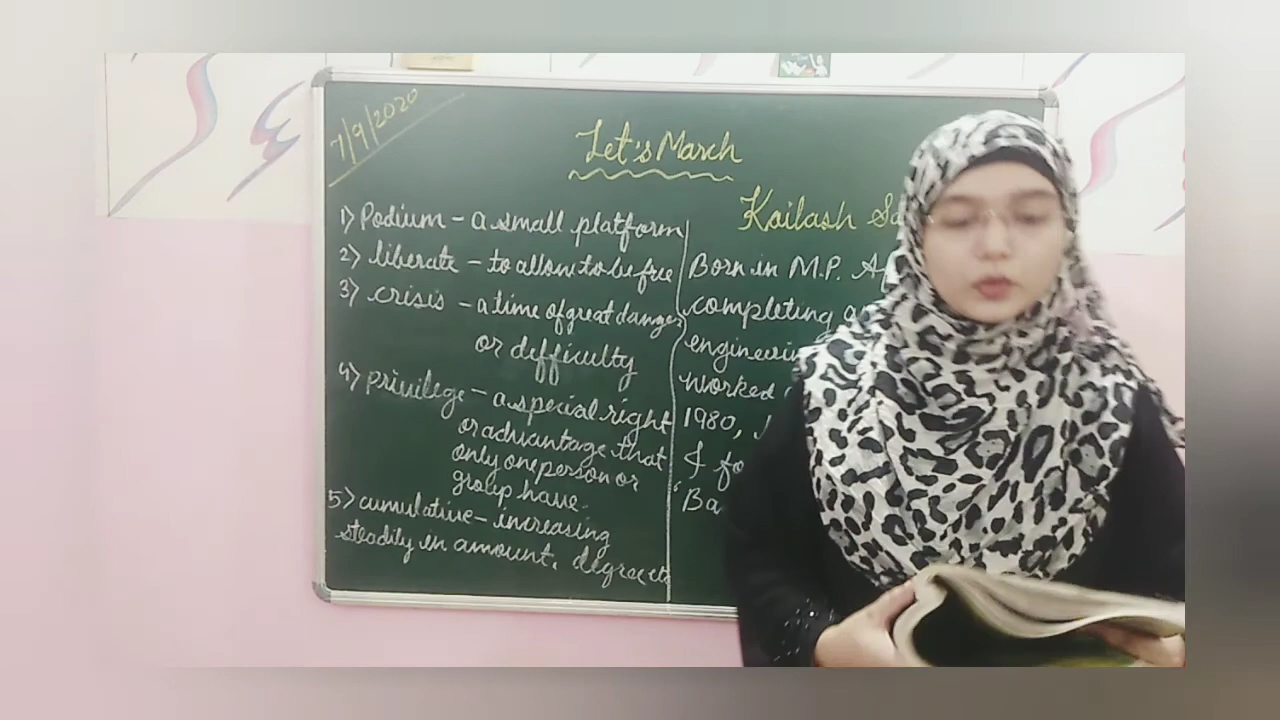 7/9/2020
Let's March
1) Podium - a small platform
2) liberate - to allow to be free
3) crisis - a time of great danger
or difficulty
4) privilege - a special right
or advantage that
only one person or
group have.
5) cumulative - increasing
steadily in amount, degree etc
Kailash Sa
Born in M.P. Af
completing a
engineerin
worked
1980,
& fo
'Ba